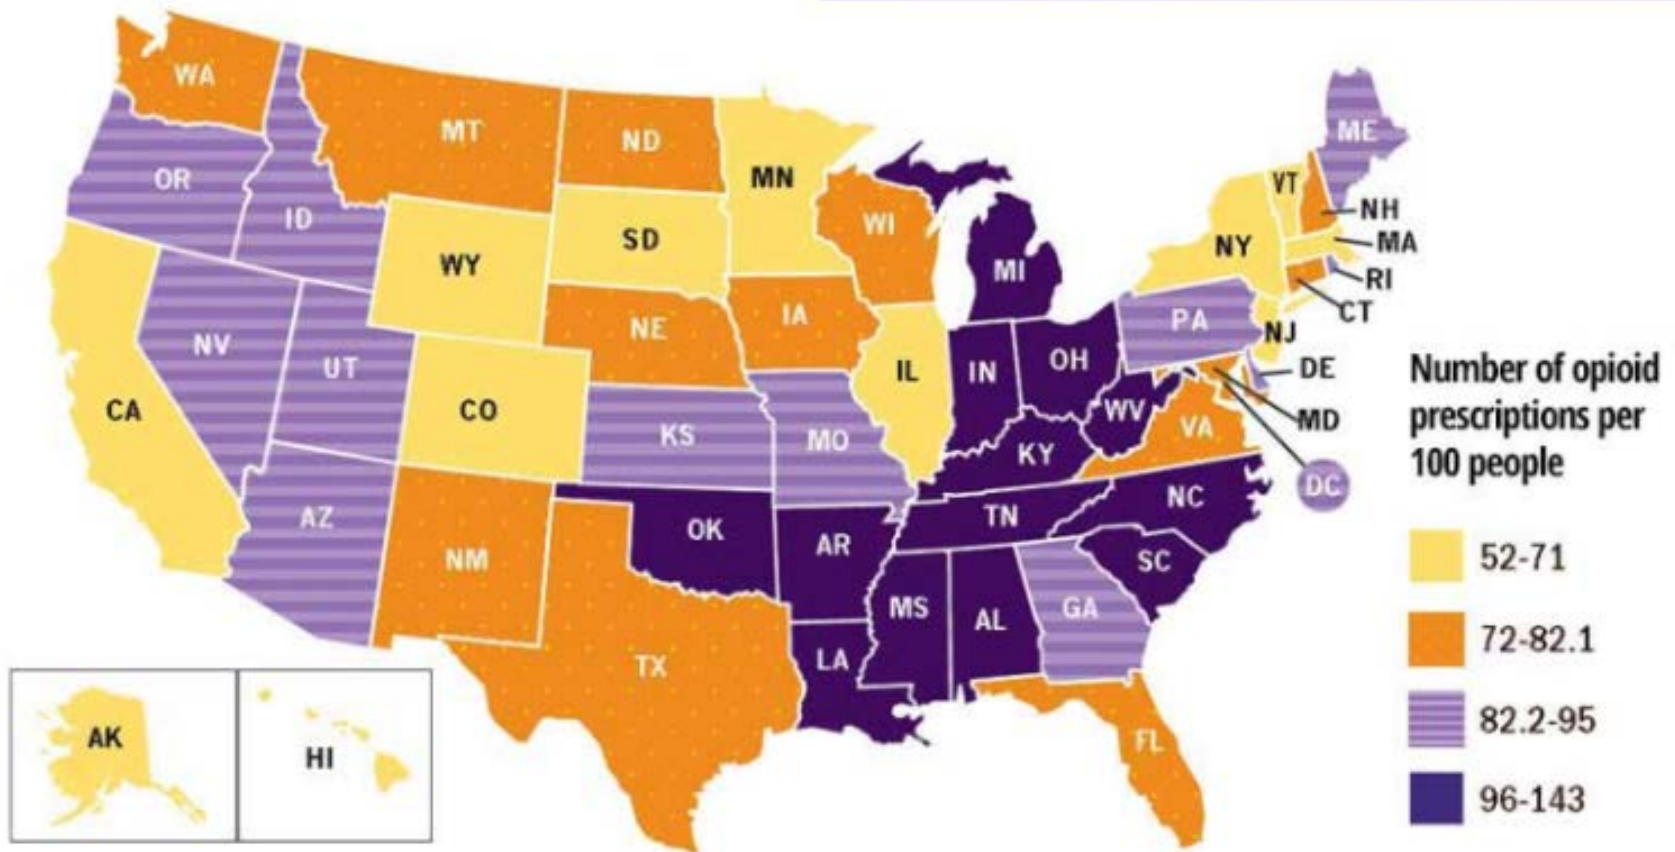 WA
MT
ND
MN
ME
OR
ID
WI
VT
NH
WY
SD
NY
MA
MI
RI
CT
NV
NE
IA
PA
NJ
UT
IL
IN
OH
DE
CA
CO
KS
MO
WV
VA
MD
KY
DC
AZ
OK
AR
TN
NC
NM
SC
MS
AL
GA
TX
LA
FL
AK
HI
Number of opioid
prescriptions per
100 people
52-71
72-82.1
82.2-95
96-143